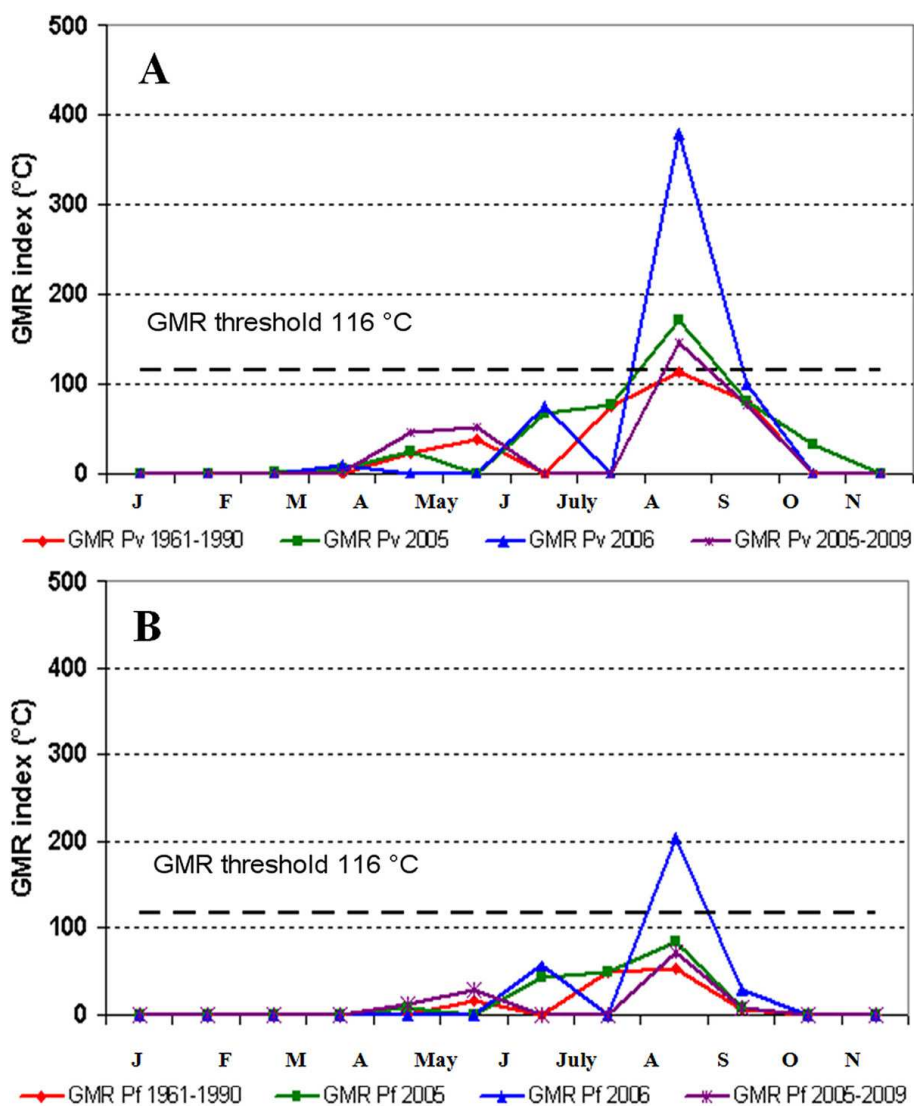 500
A
400
300
200
GMR threshold 116 °C
100
0
GMR index (°C)
J F M A May J July A S O N
GMR Pv 1961-1990 GMR Pv 2005 GMR Pv 2006 GMR Pv 2005-2009
500
B
400
300
200
GMR threshold 116 °C
100
0
GMR index (°C)
J F M A May J July A S O N
GMR Pf 1961-1990 GMR Pf 2005 GMR Pf 2006 GMR Pf 2005-2009